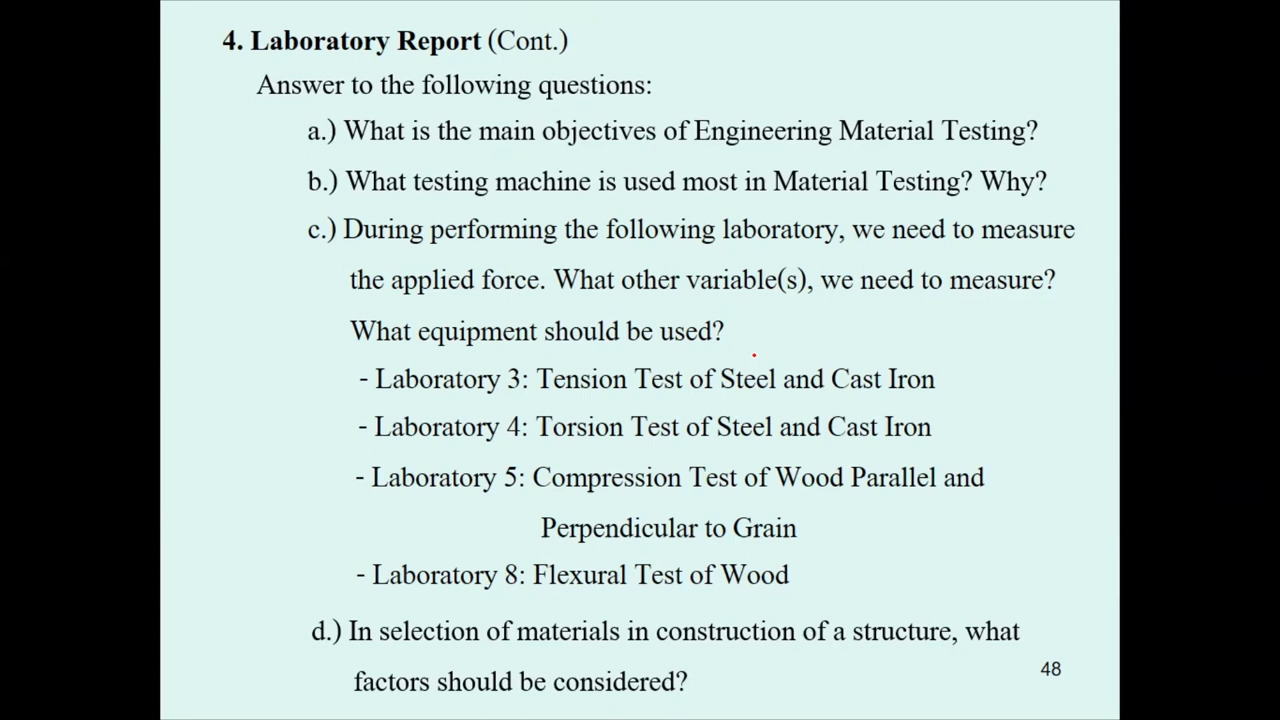 4. Laboratory Report (Cont.)
Answer to the following questions:
a.) What is the main objectives of Engineering Material Testing?
b.) What testing machine is used most in Material Testing? Why?
c.) During performing the following laboratory, we need to measure
the applied force. What other variable(s), we need to measure?
What equipment should be used?
- Laboratory 3: Tension Test of Steel and Cast Iron
- Laboratory 4: Torsion Test of Steel and Cast Iron
- Laboratory 5: Compression Test of Wood Parallel and
Perpendicular to Grain
- Laboratory 8: Flexural Test of Wood
d.) In selection of materials in construction of a structure, what
factors should be considered?
48